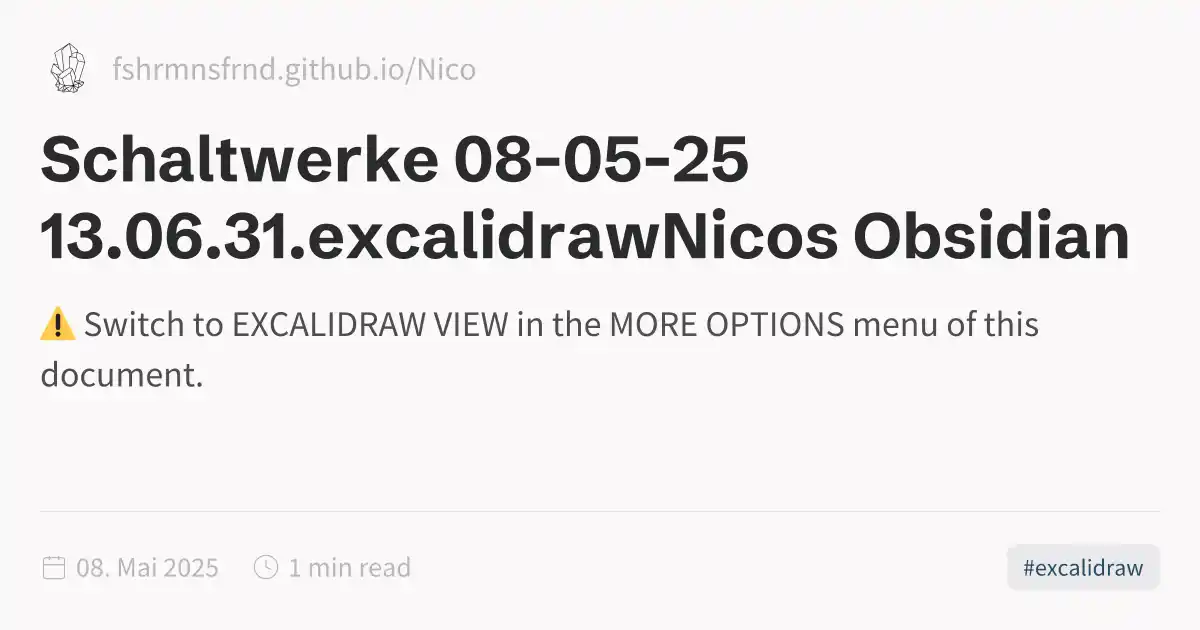 fshrmnsfrnd.github.io/Nico
Schaltwerke 08-05-25
13.06.31.excalidrawNicos Obsidian
⚠️ Switch to EXCALIDRAW VIEW in the MORE OPTIONS menu of this
document.
08. Mai 2025
1 min read
#excalidraw